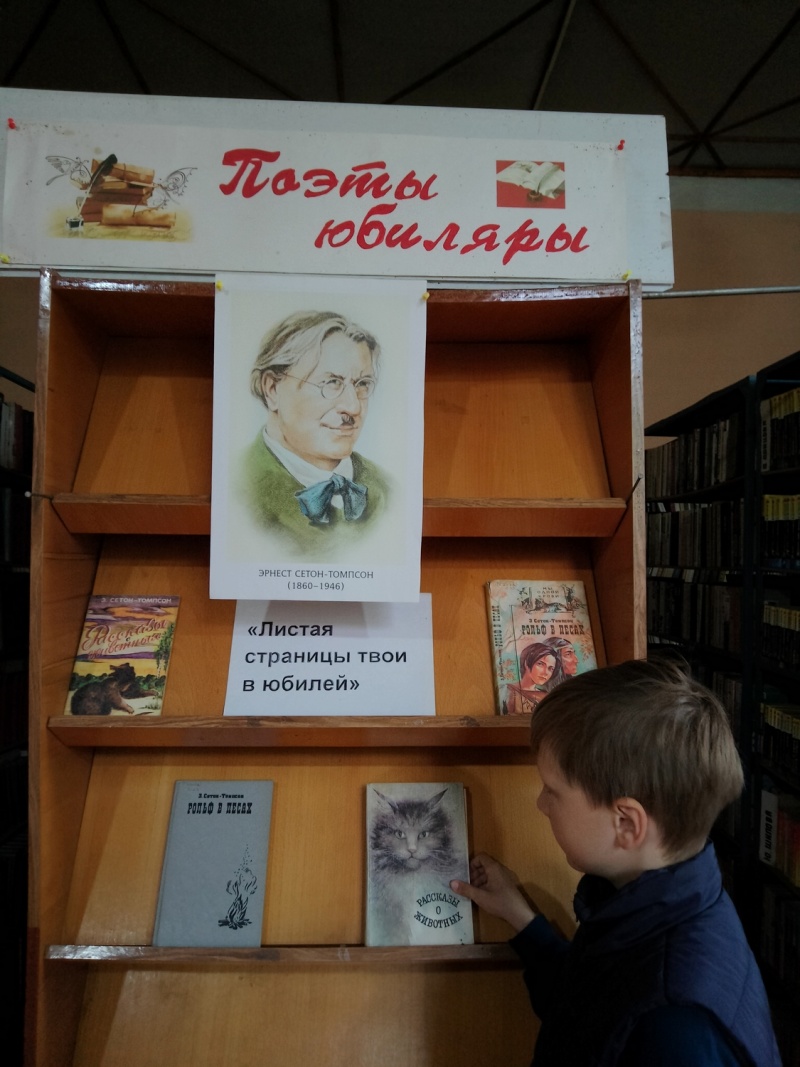 Поэты
юбиляры
ЭРНЕСТ СЕТОН-ТОМПСОН
(1860–1946)
«Листая
страницы твои
в юбилей»
Э. СЕТОН-ТОМПСОН
Рассказы
о животных
Э. Сетон-Томпсон
РОЛЬФ В ЛЕСАХ
Э. Сетон-Томпсон
РОЛЬФ В ЛЕСАХ
РАССКАЗЫ
О
ЖИВОТНЫХ